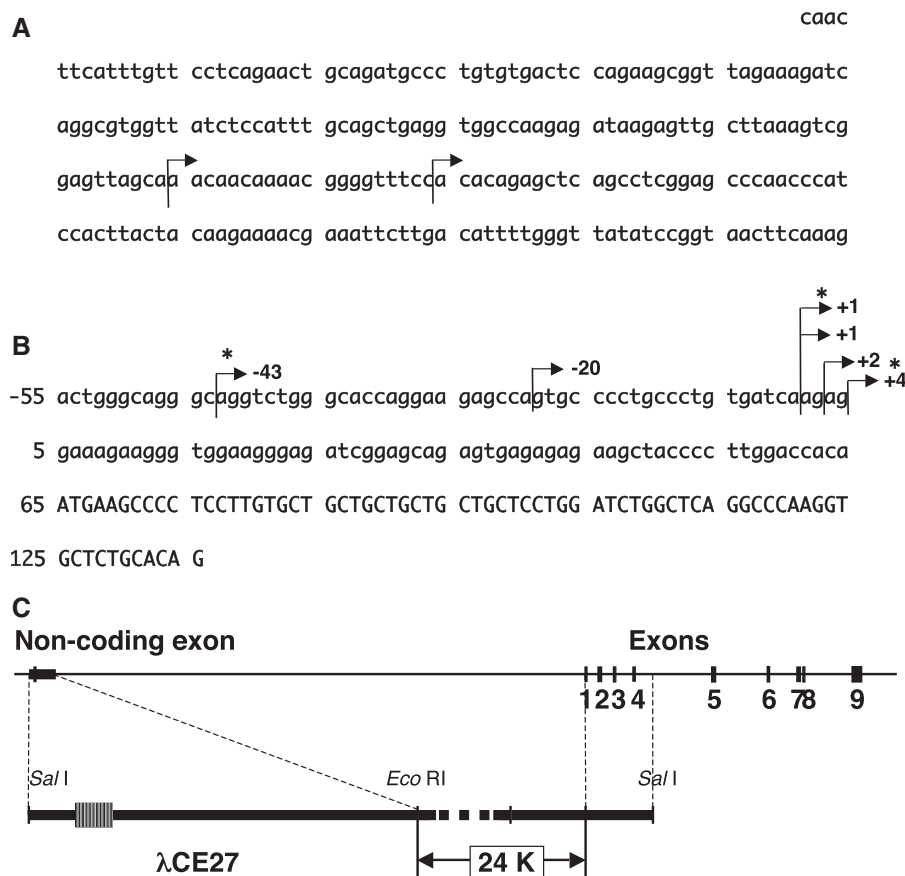 A
caac
ttcatttgtt cctcagaact gcagatgccc tgtgtgactc cagaagcggt tagaaagatc
aggcgtggtt atctccattt gcagctgagg tggccaagag ataagagttg cttaaagtcg
gagttagcaa acaacaaaac ggggtttcca cacagagctc agcctcggag cccaacccat
ccacttacta caagaaaacg aaattcttga cattttgggt tatatccggt aacttcaaag
B
* +1
+1
* -43
-20
+2 *
+4
-55 actgggcagg gcaggtctgg gcaccaggaa gagccagtgc cccctgccctg tgatcaagag
5 gaaagaaggg tggaagggag atcggagcag agtgagagag aagctacccc ttggaccaca
65 ATGAAGCCCC TCCTTGTGCT GCTGCTGCTG CTGCTCCTGG ATCTGGCTCA GGCCCAAGGT
125 GCTCTGCACA G
C
Non-coding exon Exons
1 2 3 4 5 6 7 8 9
Sal I Eco RI Sal I
λCE27 24 K